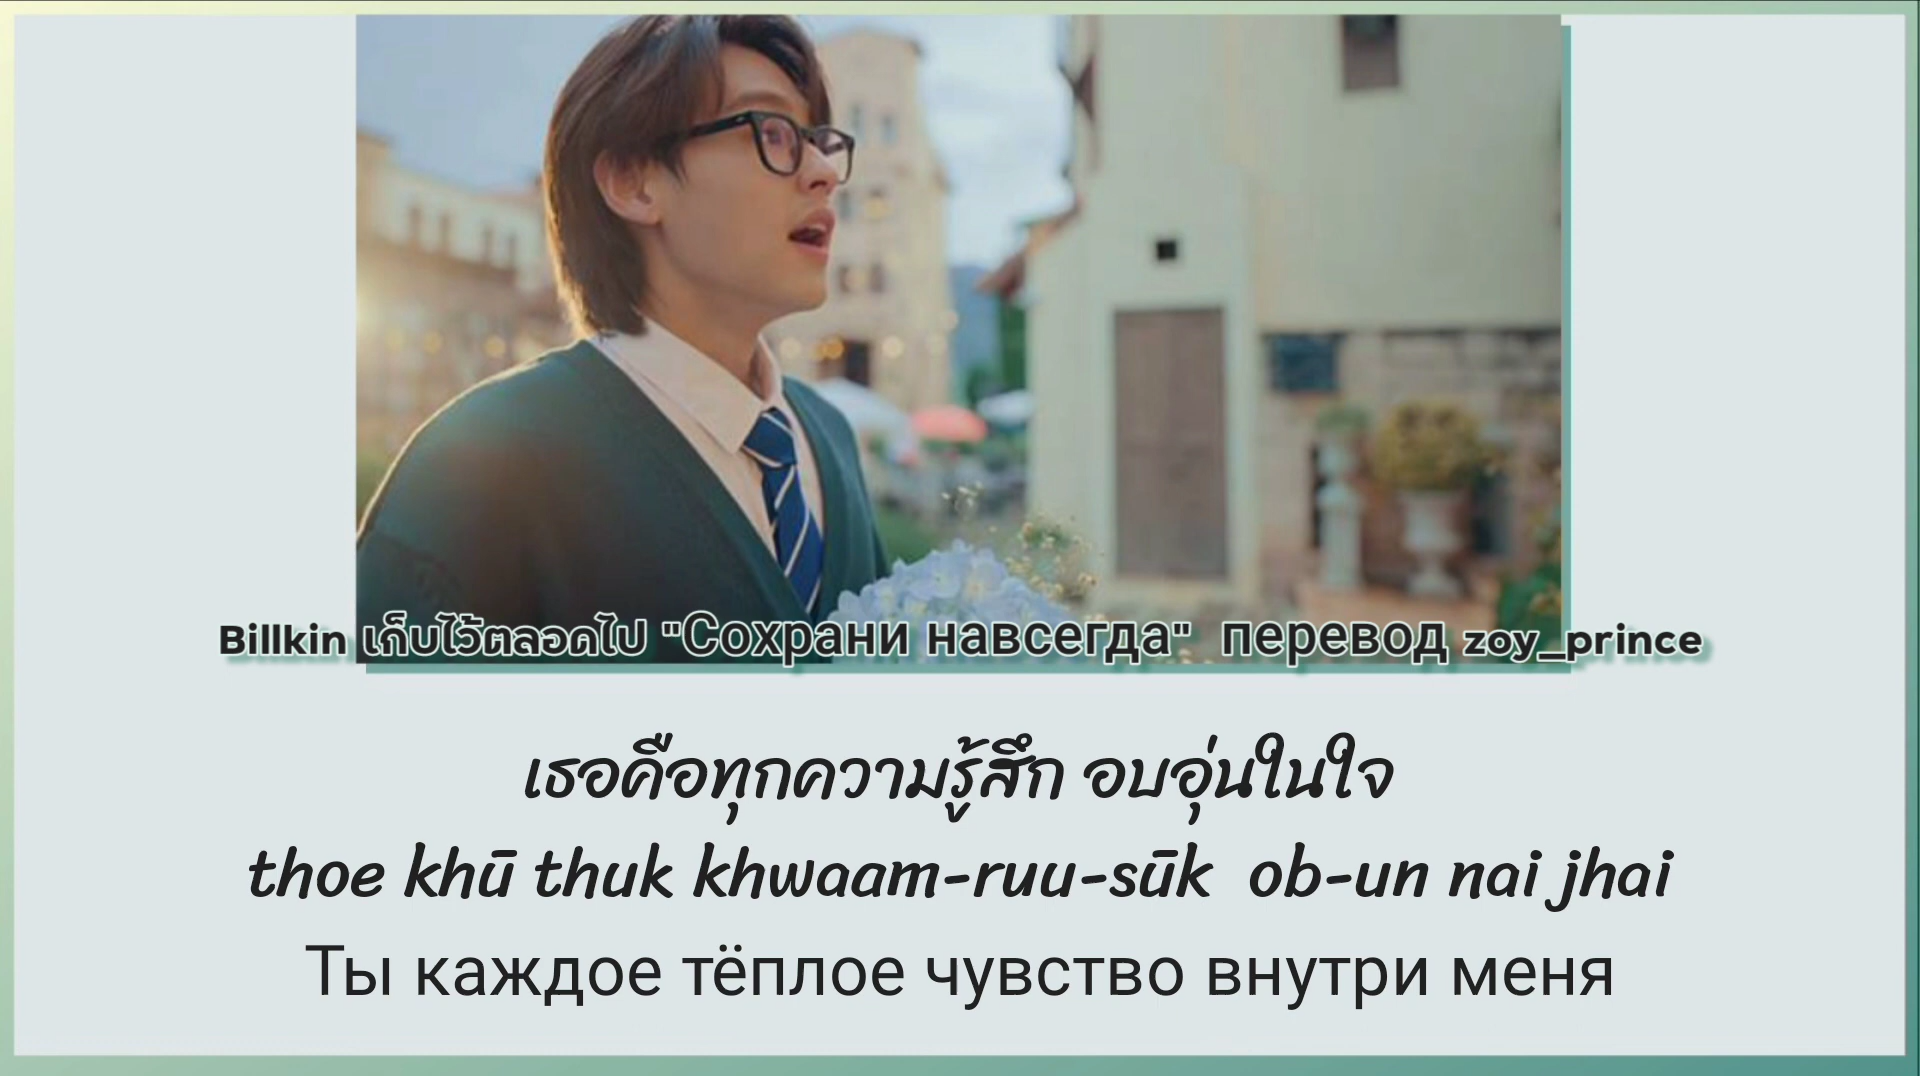 Billkin เก็บไว้ตลอดไป "Сохрани навсегда" перевод zoy_prince
เธอคือทุกความรู้สึก อบอุ่นในใจ
thoe khū thuk khwaam-ruu-sūk ob-un nai jhai
Ты каждое тёплое чувство внутри меня